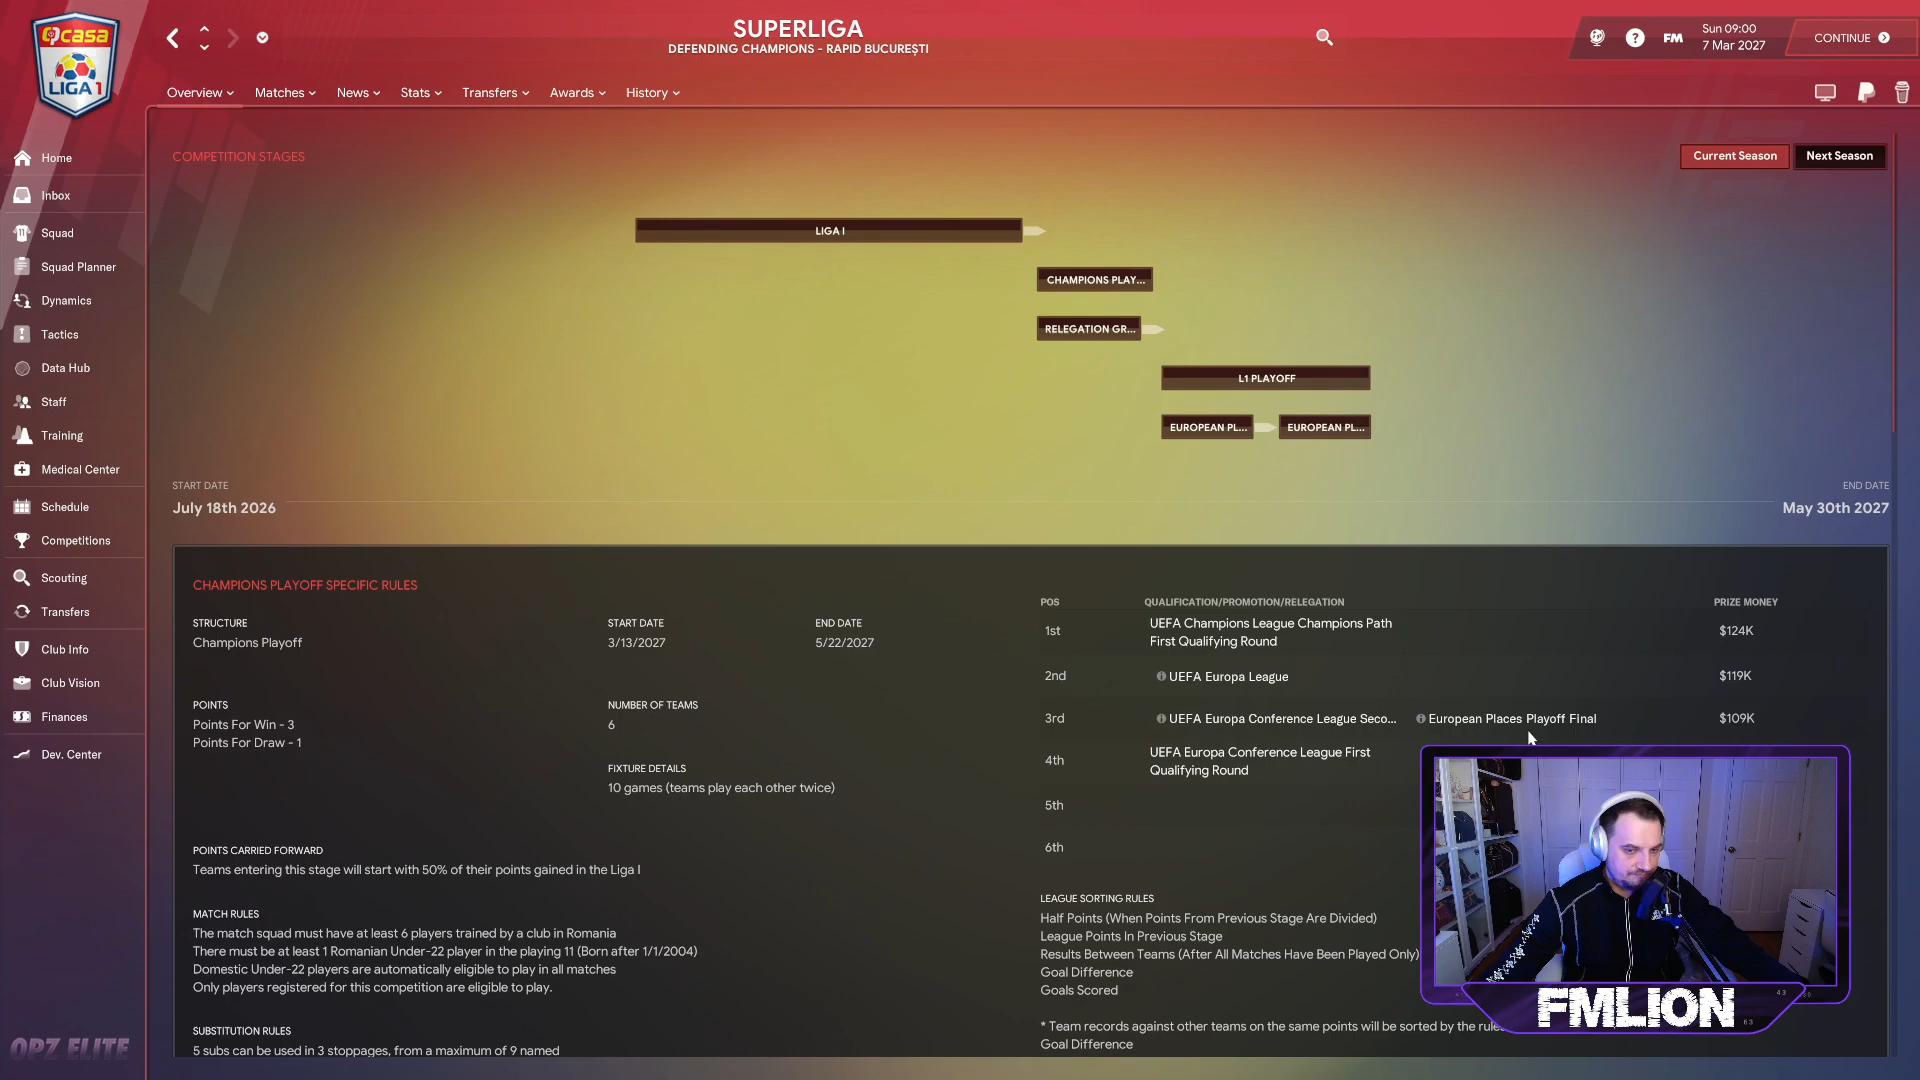 casa
LIGA 1
SUPERLIGA
DEFENDING CHAMPIONS - RAPID BUCUREȘTI
FM
Sun 09:00
7 Mar 2027
CONTINUE
Overview
Matches
News
Stats
Transfers
Awards
History
Home
Inbox
Squad
Squad Planner
Dynamics
Tactics
Data Hub
Staff
Training
Medical Center
Schedule
Competitions
Scouting
Transfers
Club Info
Club Vision
Finances
Dev. Center
OPZ ELITE
COMPETITION STAGES
Current Season
Next Season
LIGA I
CHAMPIONS PLAY...
RELEGATION GR...
L1 PLAYOFF
EUROPEAN PL...
EUROPEAN PL...
START DATE
July 18th 2026
END DATE
May 30th 2027
CHAMPIONS PLAYOFF SPECIFIC RULES
STRUCTURE
Champions Playoff
START DATE
3/13/2027
END DATE
5/22/2027
POINTS
Points For Win - 3
Points For Draw - 1
NUMBER OF TEAMS
6
FIXTURE DETAILS
10 games (teams play each other twice)
POINTS CARRIED FORWARD
Teams entering this stage will start with 50% of their points gained in the Liga I
MATCH RULES
The match squad must have at least 6 players trained by a club in Romania
There must be at least 1 Romanian Under-22 player in the playing 11 (Born after 1/1/2004)
Domestic Under-22 players are automatically eligible to play in all matches
Only players registered for this competition are eligible to play.
SUBSTITUTION RULES
5 subs can be used in 3 stoppages, from a maximum of 9 named
POS QUALIFICATION/PROMOTION/RELEGATION PRIZE MONEY
1st UEFA Champions League Champions Path
First Qualifying Round $124K
2nd UEFA Europa League $119K
3rd UEFA Europa Conference League Seco... European Places Playoff Final $109K
4th UEFA Europa Conference League First
Qualifying Round
5th
6th
LEAGUE SORTING RULES
Half Points (When Points From Previous Stage Are Divided)
League Points In Previous Stage
Results Between Teams (After All Matches Have Been Played Only)
Goal Difference
Goals Scored
* Team records against other teams on the same points will be sorted by the rule
Goal Difference
FMLION